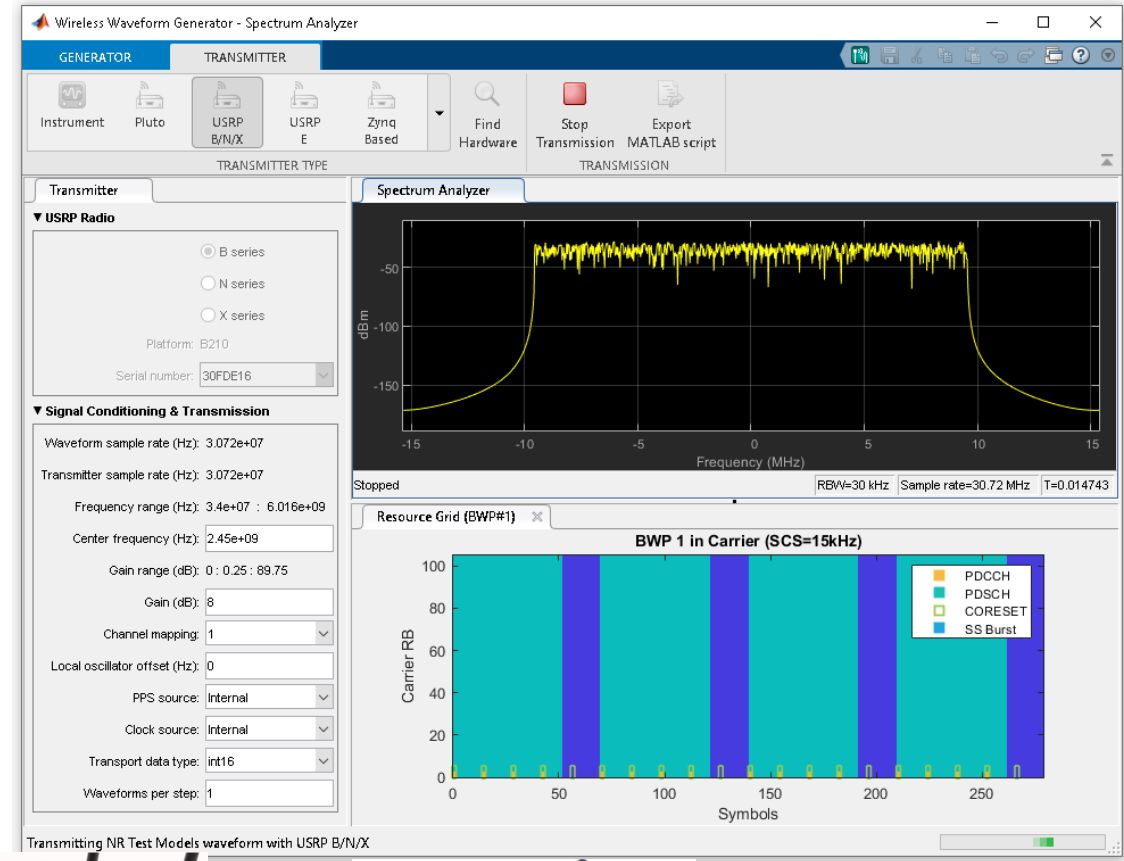 Wireless Waveform Generator - Spectrum Analyzer
GENERATOR TRANSMITTER
Instrument Pluto USRP B/N/X USRP E Zynq Based Find Hardware Stop Transmission Export MATLAB script
TRANSMITTER TYPE TRANSMISSION
Transmitter
▼ USRP Radio
B series
N series
X series
Platform: B210
Serial number: 30FDE16
▼ Signal Conditioning & Transmission
Waveform sample rate (Hz): 3.072e+07
Transmitter sample rate (Hz): 3.072e+07
Frequency range (Hz): 3.4e+07 : 6.016e+09
Center frequency (Hz): 2.45e+09
Gain range (dB): 0 : 0.25 : 89.75
Gain (dB): 8
Channel mapping: 1
Local oscillator offset (Hz): 0
PPS source: Internal
Clock source: Internal
Transport data type: int16
Waveforms per step: 1
Spectrum Analyzer
dBm
-50
-100
-150
-15 -10 -5 0 5 10 15
Frequency (MHz)
Stopped RBW=30 kHz Sample rate=30.72 MHz T=0.014743
Resource Grid (BWP#1)
BWP 1 in Carrier (SCS=15kHz)
Carrier RB
100
80
60
40
20
0
PDCCH
PDSCH
CORESET
SS Burst
0 50 100 150 200 250
Symbols
Transmitting NR Test Models waveform with USRP B/N/X